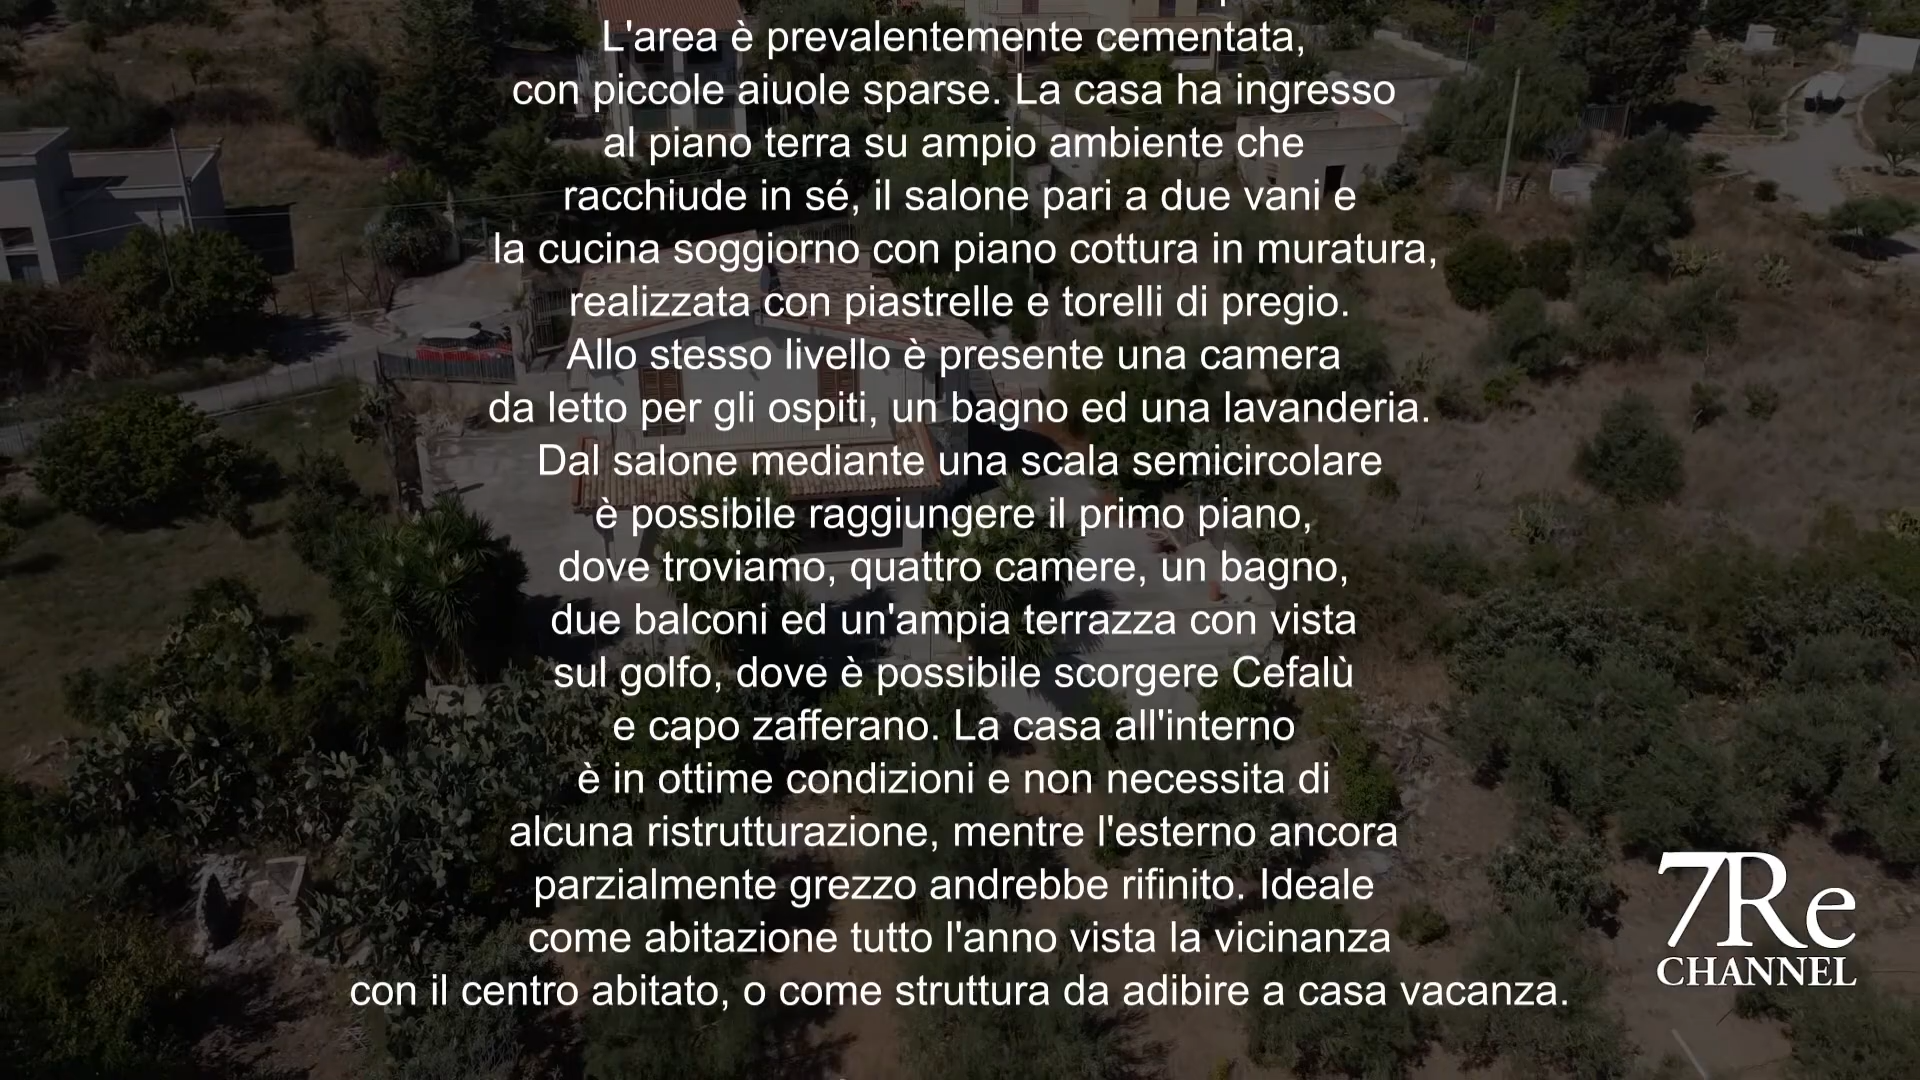 L'area è prevalentemente cementata,
con piccole aiuole sparse. La casa ha ingresso
al piano terra su ampio ambiente che
racchiude in sé, il salone pari a due vani e
la cucina soggiorno con piano cottura in muratura,
realizzata con piastrelle e torelli di pregio.
Allo stesso livello è presente una camera
da letto per gli ospiti, un bagno ed una lavanderia.
Dal salone mediante una scala semicircolare
è possibile raggiungere il primo piano,
dove troviamo, quattro camere, un bagno,
due balconi ed un'ampia terrazza con vista
sul golfo, dove è possibile scorgere Cefalù
e capo zafferano. La casa all'interno
è in ottime condizioni e non necessita di
alcuna ristrutturazione, mentre l'esterno ancora
parzialmente grezzo andrebbe rifinito. Ideale
come abitazione tutto l'anno vista la vicinanza
con il centro abitato, o come struttura da adibire a casa vacanza.
7Re
CHANNEL